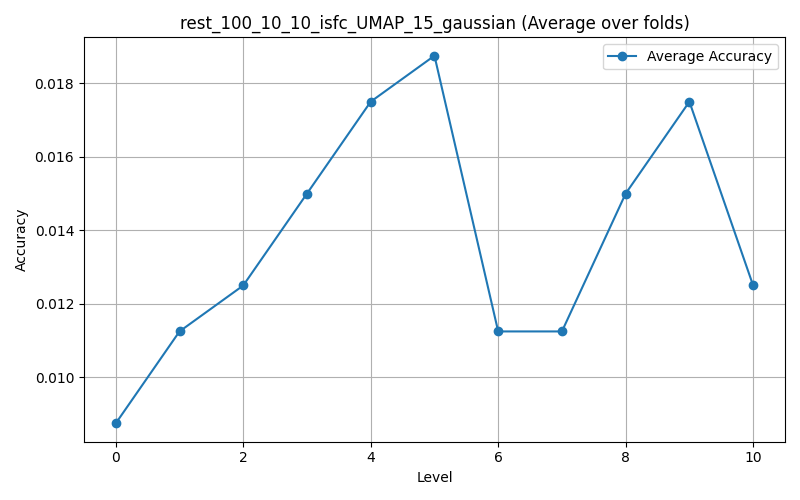 rest_100_10_10_isfc_UMAP_15_gaussian (Average over folds)
Average Accuracy
0.018
0.016
0.014
0.012
0.010
Accuracy
0 2 4 6 8 10
Level